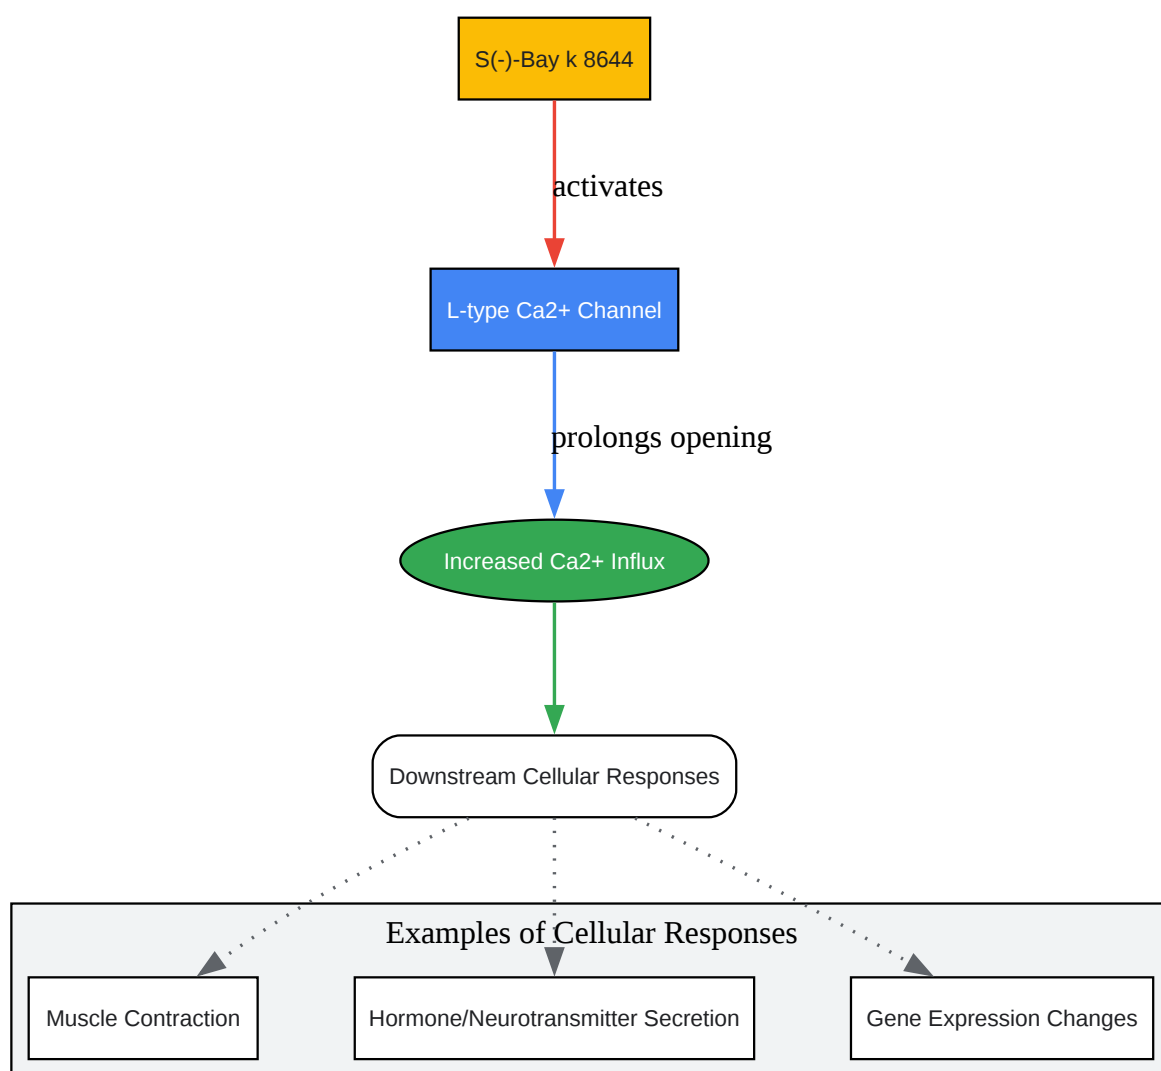 S(-)-Bay k 8644
activates
L-type Ca2+ Channel
prolongs opening
Increased Ca2+ Influx
Downstream Cellular Responses
Examples of Cellular Responses
Muscle Contraction
Hormone/Neurotransmitter Secretion
Gene Expression Changes